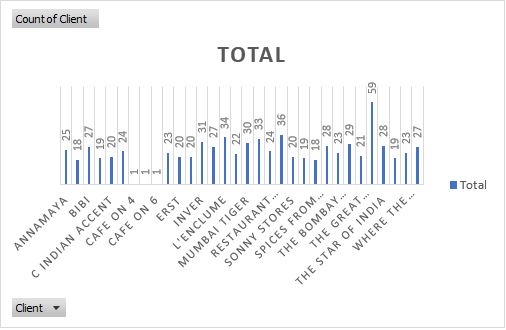 Count of Client
TOTAL
25
18
27
19
20
24
1
1
1
23
20
20
31
27
34
22
30
33
24
36
20
19
18
28
23
29
21
59
28
19
23
27
ANNAMAYA
BIBI
C INDIAN ACCENT
CAFE ON 4
CAFE ON 6
ERST
INVER
L'ENCLUME
MUMBAI TIGER
RESTAURANT…
SONNY STORES
SPICES FROM…
THE BOMBAY…
THE GREAT…
THE STAR OF INDIA
WHERE THE…
Total
Client